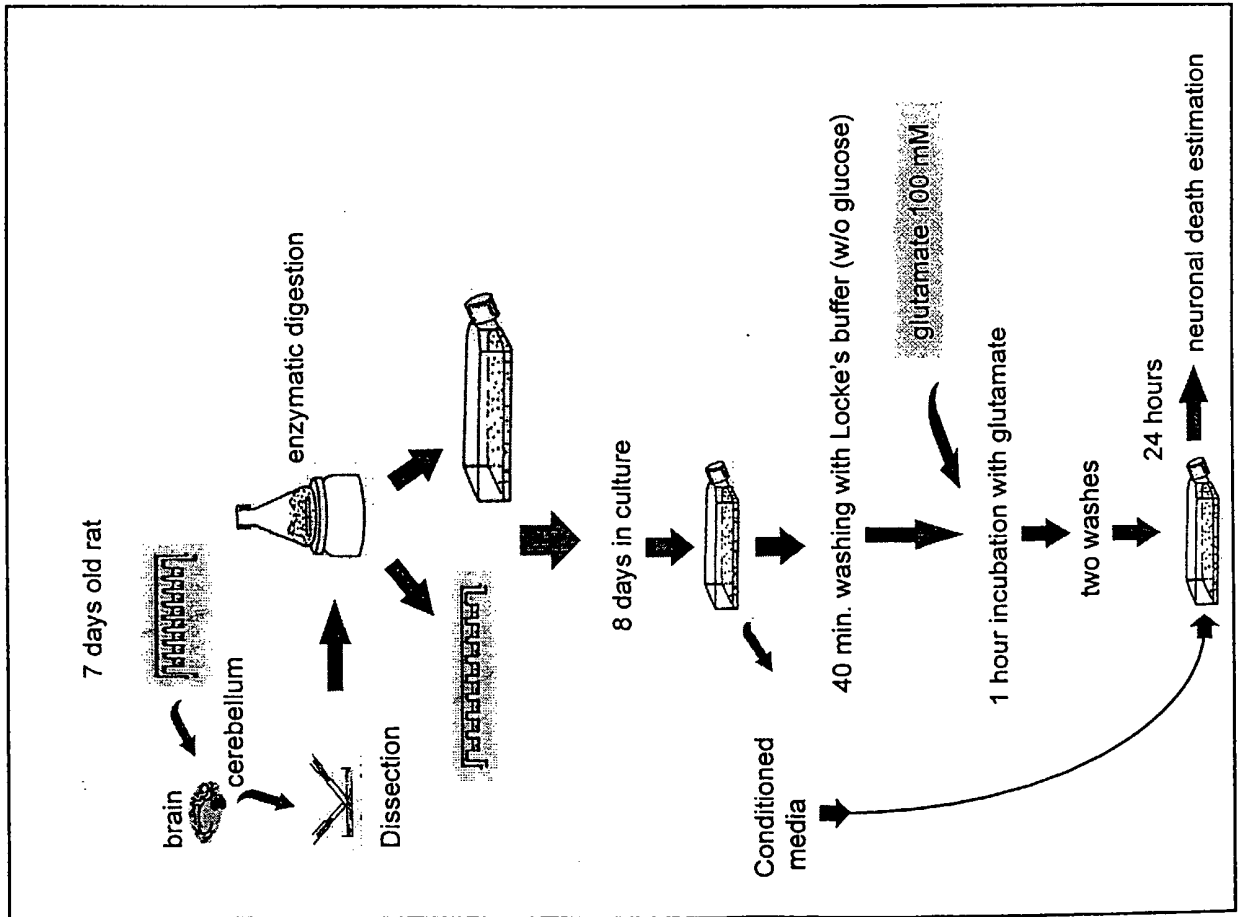 7 days old rat
brain
cerebellum
Dissection
enzymatic digestion
8 days in culture
Conditioned
media
40 min. washing with Locke's buffer (w/o glucose)
glutamate 100 mM
1 hour incubation with glutamate
two washes
24 hours
neuronal death estimation